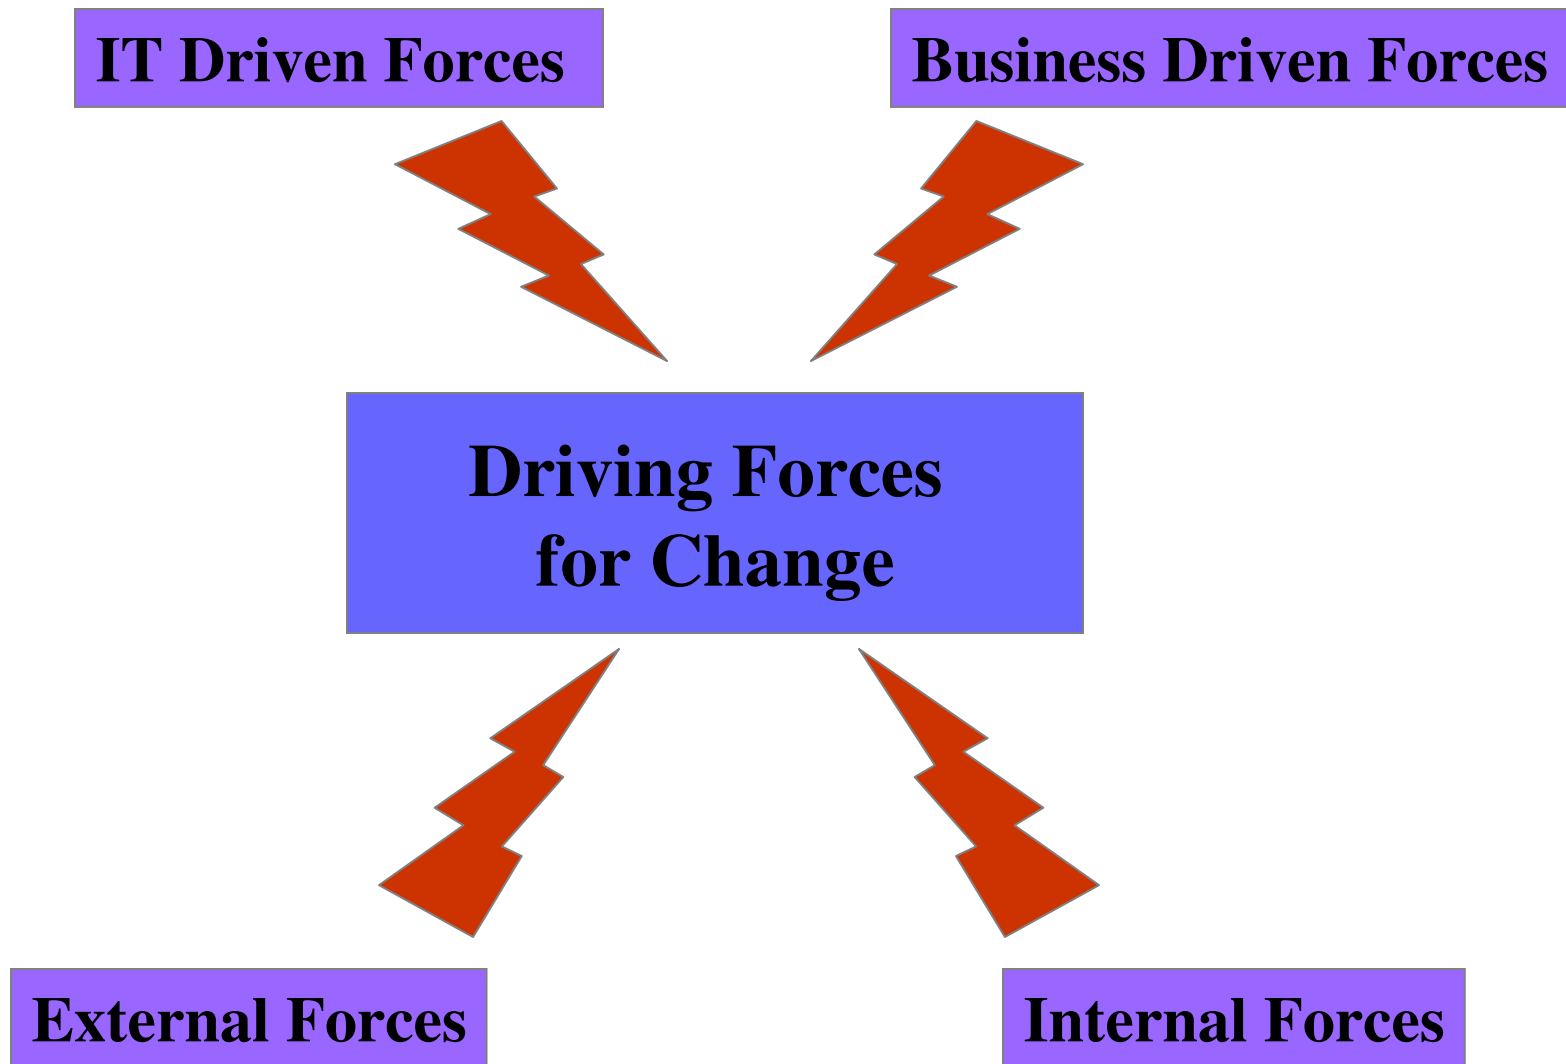 IT Driven Forces
Business Driven Forces
Driving Forces
for Change
External Forces
Internal Forces